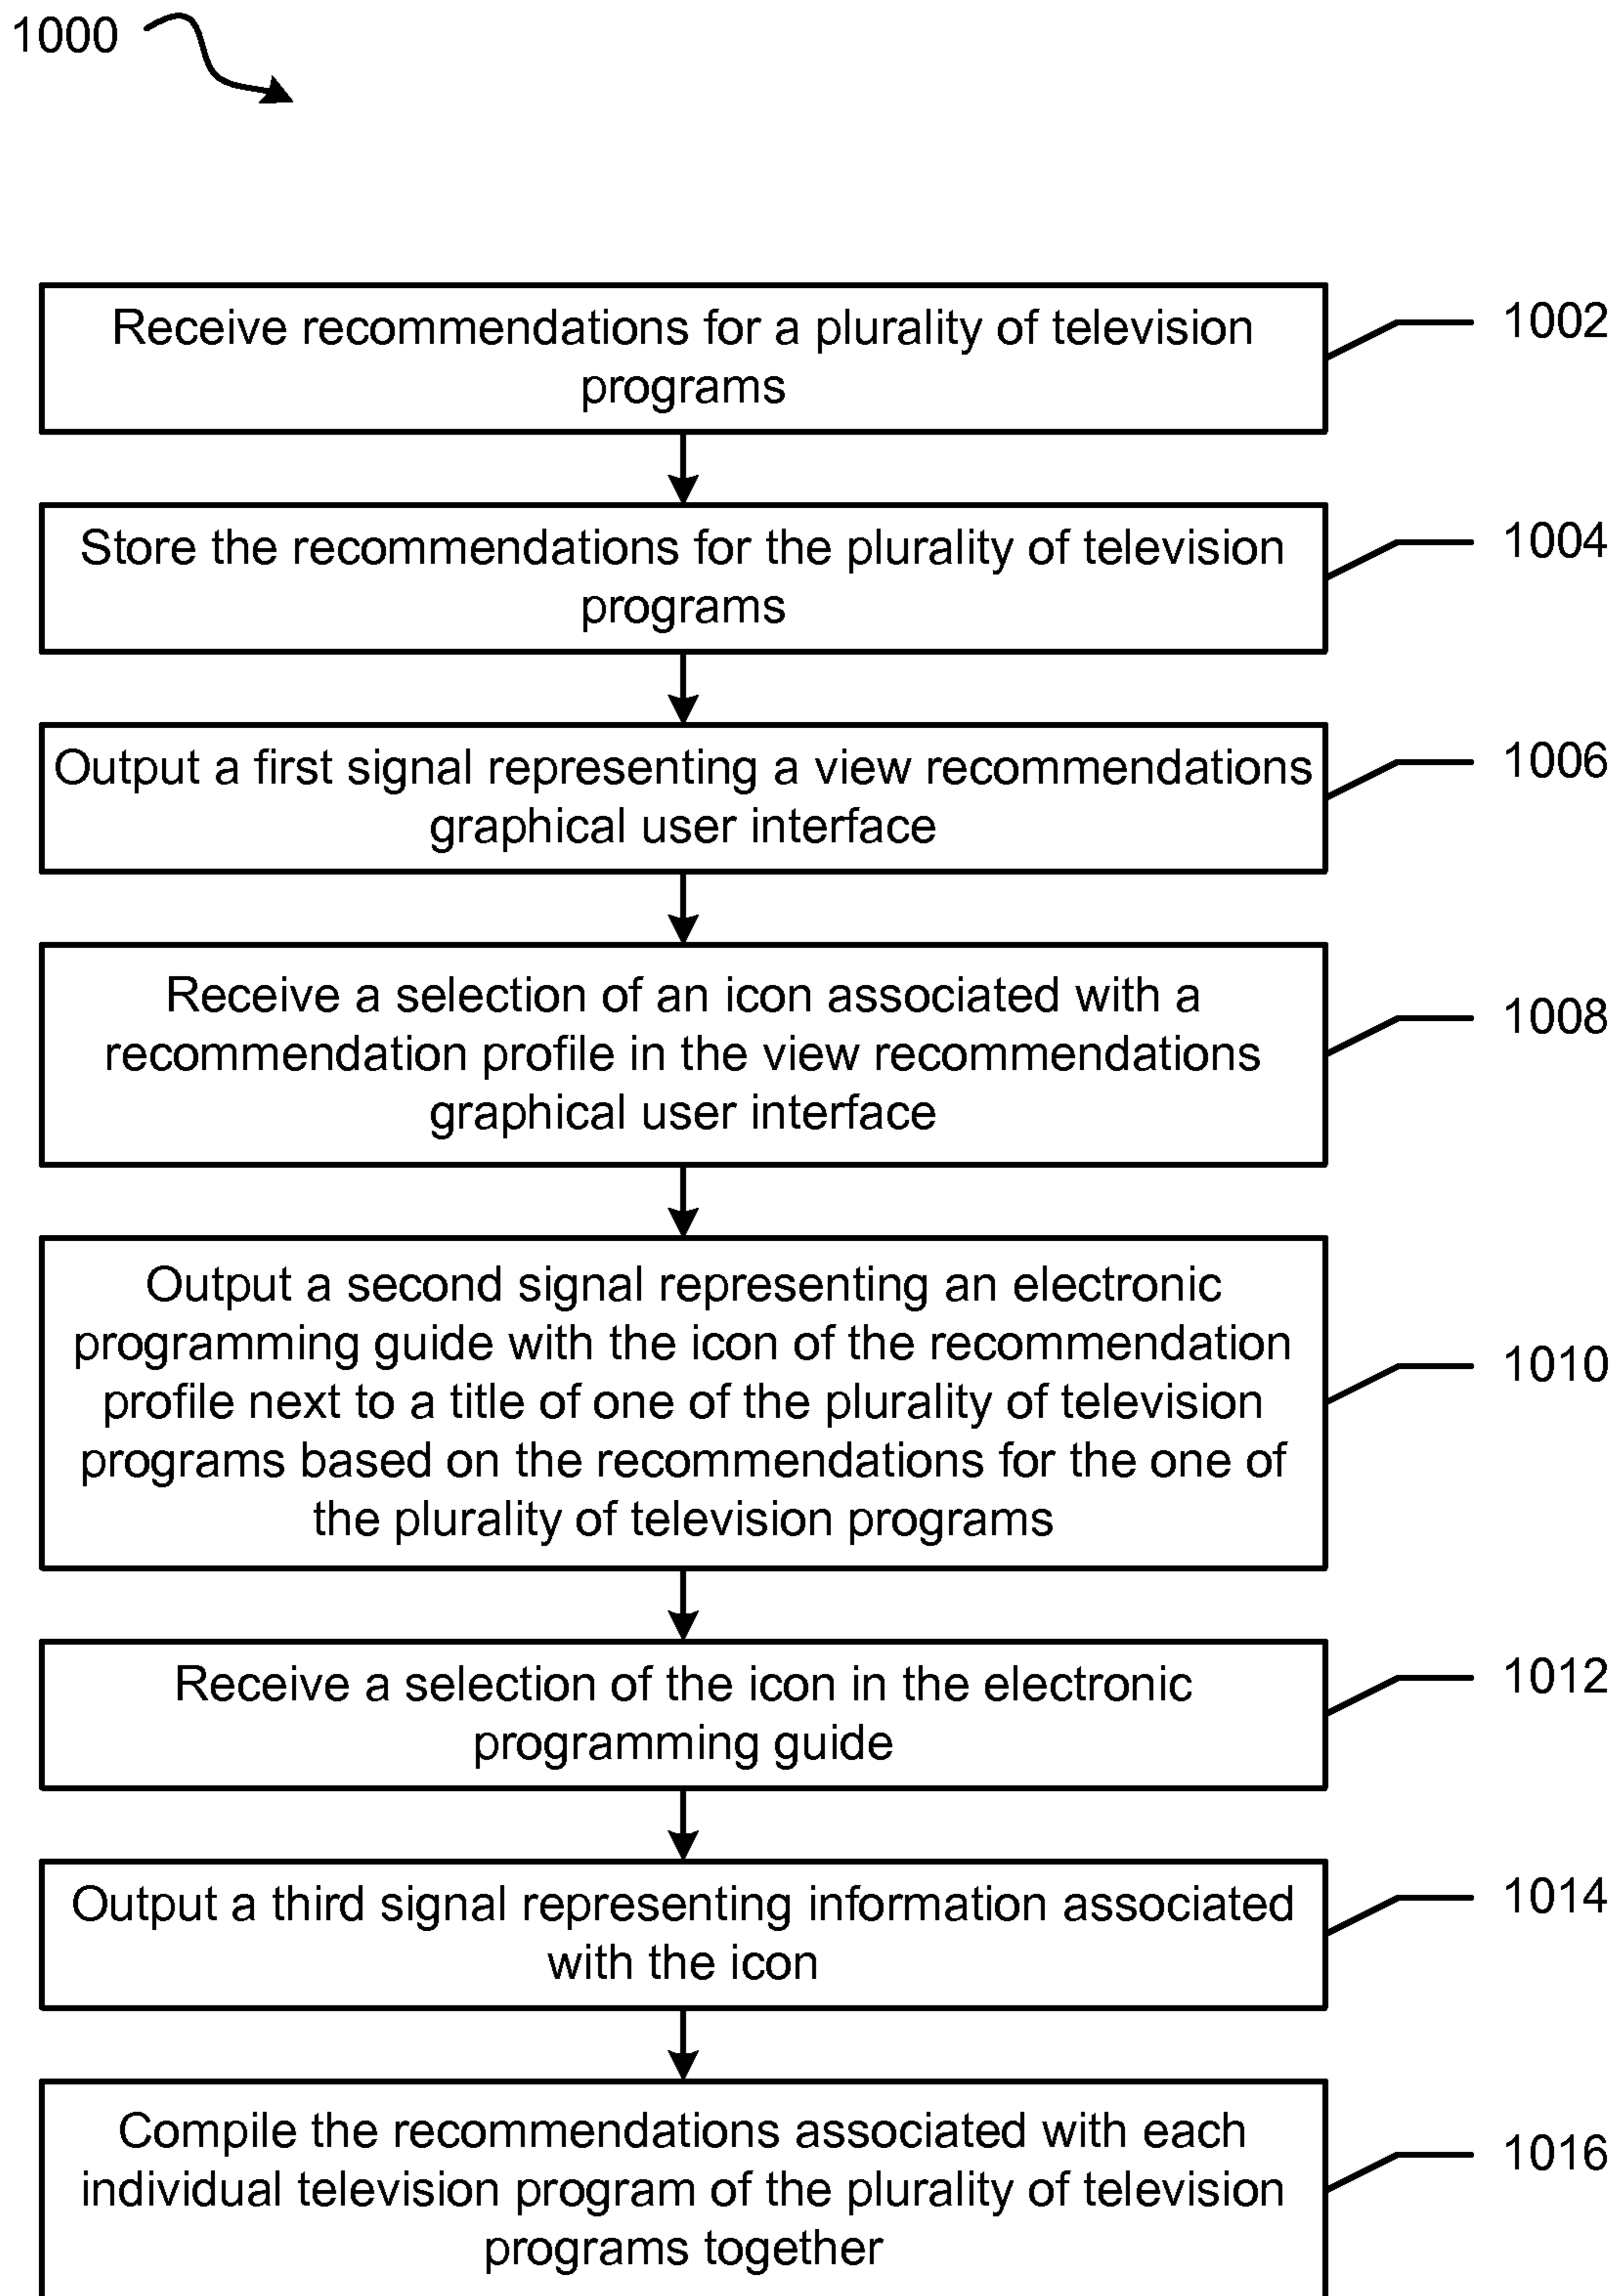 1000
Receive recommendations for a plurality of television
programs
1002
Store the recommendations for the plurality of television
programs
1004
Output a first signal representing a view recommendations
graphical user interface
1006
Receive a selection of an icon associated with a
recommendation profile in the view recommendations
graphical user interface
1008
Output a second signal representing an electronic
programming guide with the icon of the recommendation
profile next to a title of one of the plurality of television
programs based on the recommendations for the one of
the plurality of television programs
1010
Receive a selection of the icon in the electronic
programming guide
1012
Output a third signal representing information associated
with the icon
1014
Compile the recommendations associated with each
individual television program of the plurality of television
programs together
1016